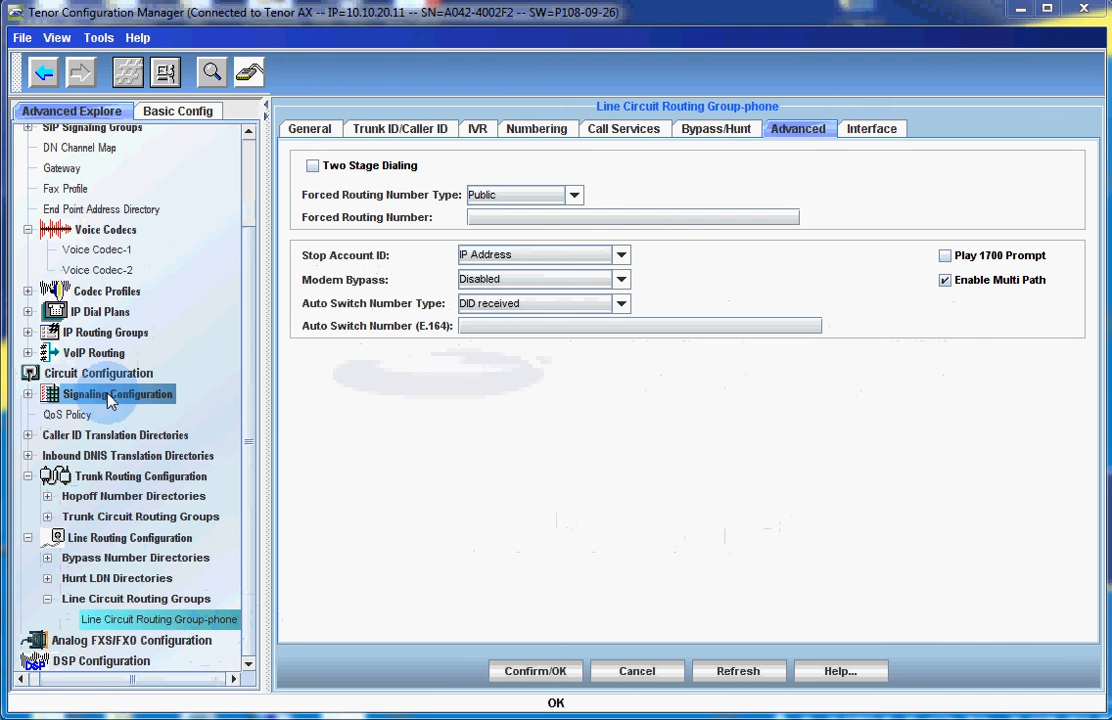 Tenor Configuration Manager (Connected to Tenor AX -- IP=10.10.20.11 -- SN=A042-4002F2 -- SW=P108-09-26)
File View Tools Help
Advanced Explore Basic Config
SIP Signaling Groups
DN Channel Map
Gateway
Fax Profile
End Point Address Directory
Voice Codecs
Voice Codec-1
Voice Codec-2
Codec Profiles
IP Dial Plans
IP Routing Groups
VoIP Routing
Circuit Configuration
Signaling Configuration
QoS Policy
Caller ID Translation Directories
Inbound DNIS Translation Directories
Trunk Routing Configuration
Hopoff Number Directories
Trunk Circuit Routing Groups
Line Routing Configuration
Bypass Number Directories
Hunt LDN Directories
Line Circuit Routing Groups
Line Circuit Routing Group-phone
Analog FXS/FXO Configuration
DSP DSP Configuration
Line Circuit Routing Group-phone
General Trunk ID/Caller ID IVR Numbering Call Services Bypass/Hunt Advanced Interface
Two Stage Dialing
Forced Routing Number Type: Public
Forced Routing Number:
Stop Account ID: IP Address
Play 1700 Prompt
Modem Bypass: Disabled
Enable Multi Path
Auto Switch Number Type: DID received
Auto Switch Number (E.164):
Confirm/OK Cancel Refresh Help...
OK